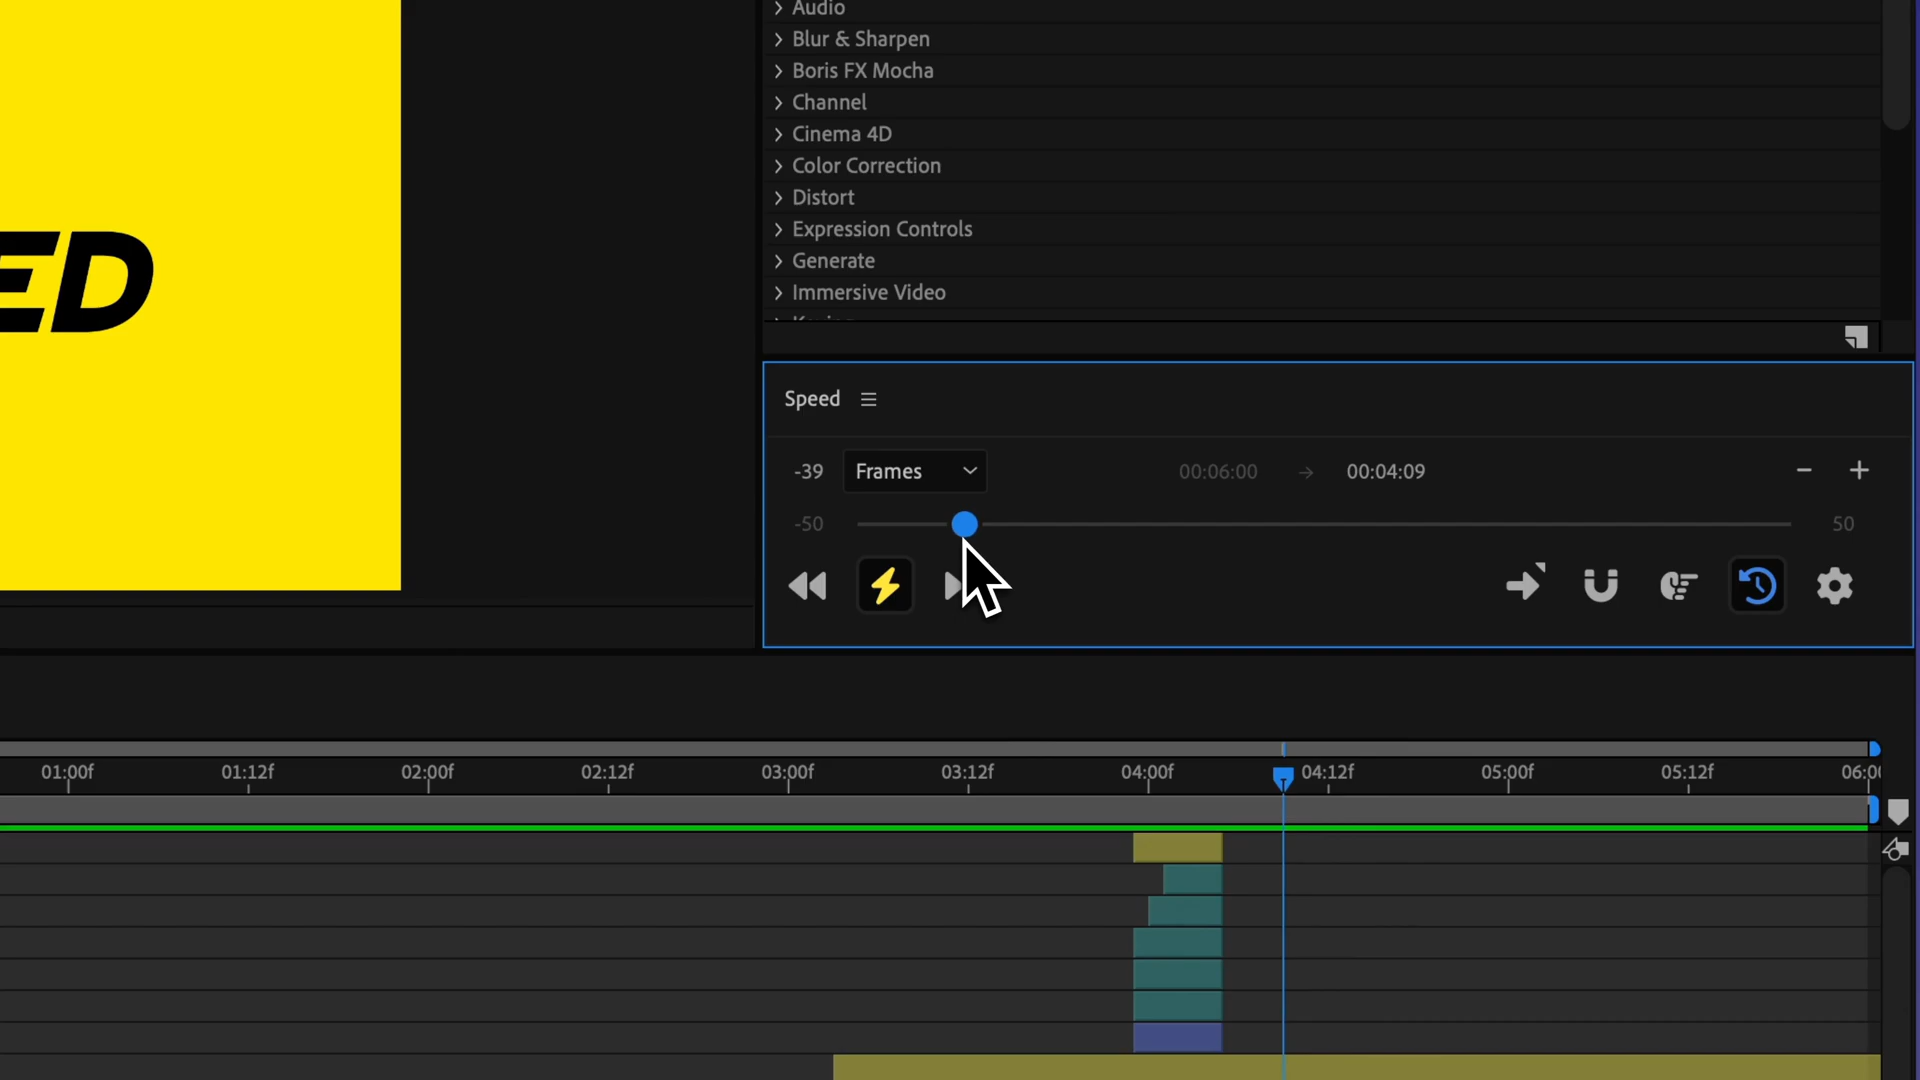 Audio
Blur & Sharpen
Boris FX Mocha
Channel
Cinema 4D
Color Correction
Distort
Expression Controls
Generate
Immersive Video
ED
Speed
-39 Frames 00:06:00 → 00:04:09 − +
-50 50
01:00f 01:12f 02:00f 02:12f 03:00f 03:12f 04:00f 04:12f 05:00f 05:12f 06:00